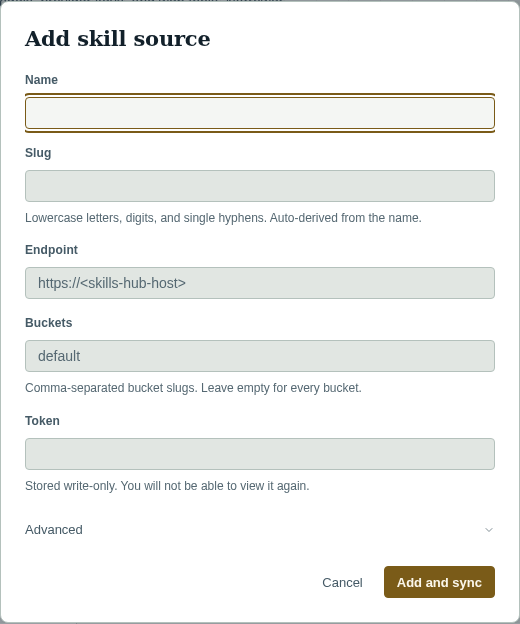 Add skill source
Name
Slug
Lowercase letters, digits, and single hyphens. Auto-derived from the name.
Endpoint
https://<skills-hub-host>
Buckets
default
Comma-separated bucket slugs. Leave empty for every bucket.
Token
Stored write-only. You will not be able to view it again.
Advanced
Cancel
Add and sync